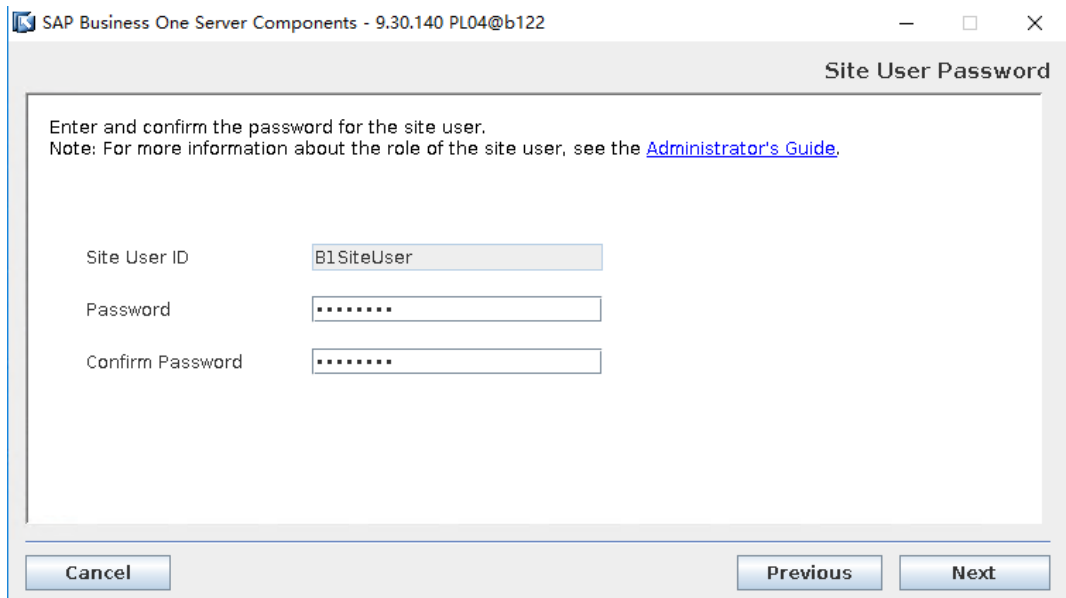 SAP Business One Server Components - 9.30.140 PL04@b122
Site User Password
Enter and confirm the password for the site user.
Note: For more information about the role of the site user, see the Administrator's Guide.
Site User ID
B1SiteUser
Password
••••••••
Confirm Password
••••••••
Cancel
Previous
Next